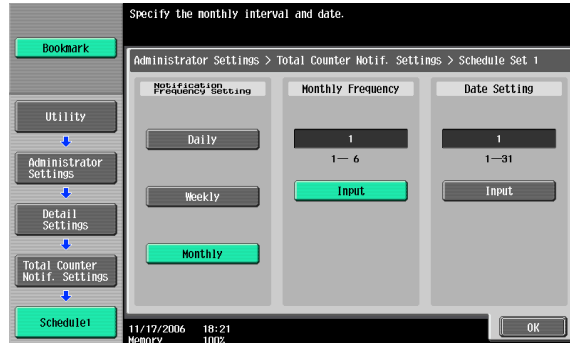 Specify the monthly interval and date.
Bookmark
Administrator Settings > Total Counter Notif. Settings > Schedule Set 1
Notification
Frequency Setting
Monthly Frequency
Date Setting
Utility
Daily
1
1
1— 6
1—31
Administrator
Settings
Weekly
Input
Input
Detail
Settings
Monthly
Total Counter
Notif. Settings
Schedule1
11/17/2006 18:21
Memory 100%
OK